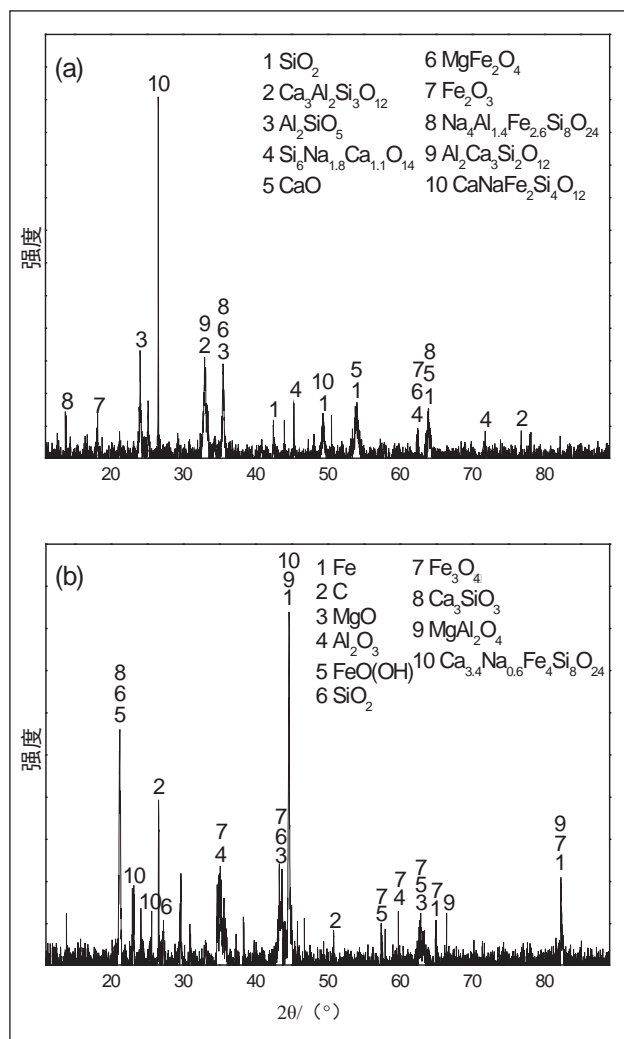 (a)
1 SiO₂
2 Ca₃Al₂Si₃O₁₂
3 Al₂SiO₅
4 Si₆Na₁.₈Ca₁.₁O₁₄
5 CaO
6 MgFe₂O₄
7 Fe₂O₃
8 Na₄Al₁.₄Fe₂.₆Si₈O₂₄
9 Al₂Ca₃Si₂O₁₂
10 CaNaFe₂Si₄O₁₂
强度
8
7
3
10
9
2
8
6
3
1
4
10
1
5
1
7
6
4
8
5
1
4
2
20 30 40 50 60 70 80
(b)
1 Fe
2 C
3 MgO
4 Al₂O₃
5 FeO(OH)
6 SiO₂
7 Fe₃O₄
8 Ca₃SiO₃
9 MgAl₂O₄
10 Ca₃.₄Na₀.₆Fe₄Si₈O₂₄
强度
8
6
5
10
2
10
6
7
4
7
6
3
10
9
1
2
7
5
7
4
7
5
3
7
1
9
9
7
1
20 30 40 50 60 70 80
2θ/（°）